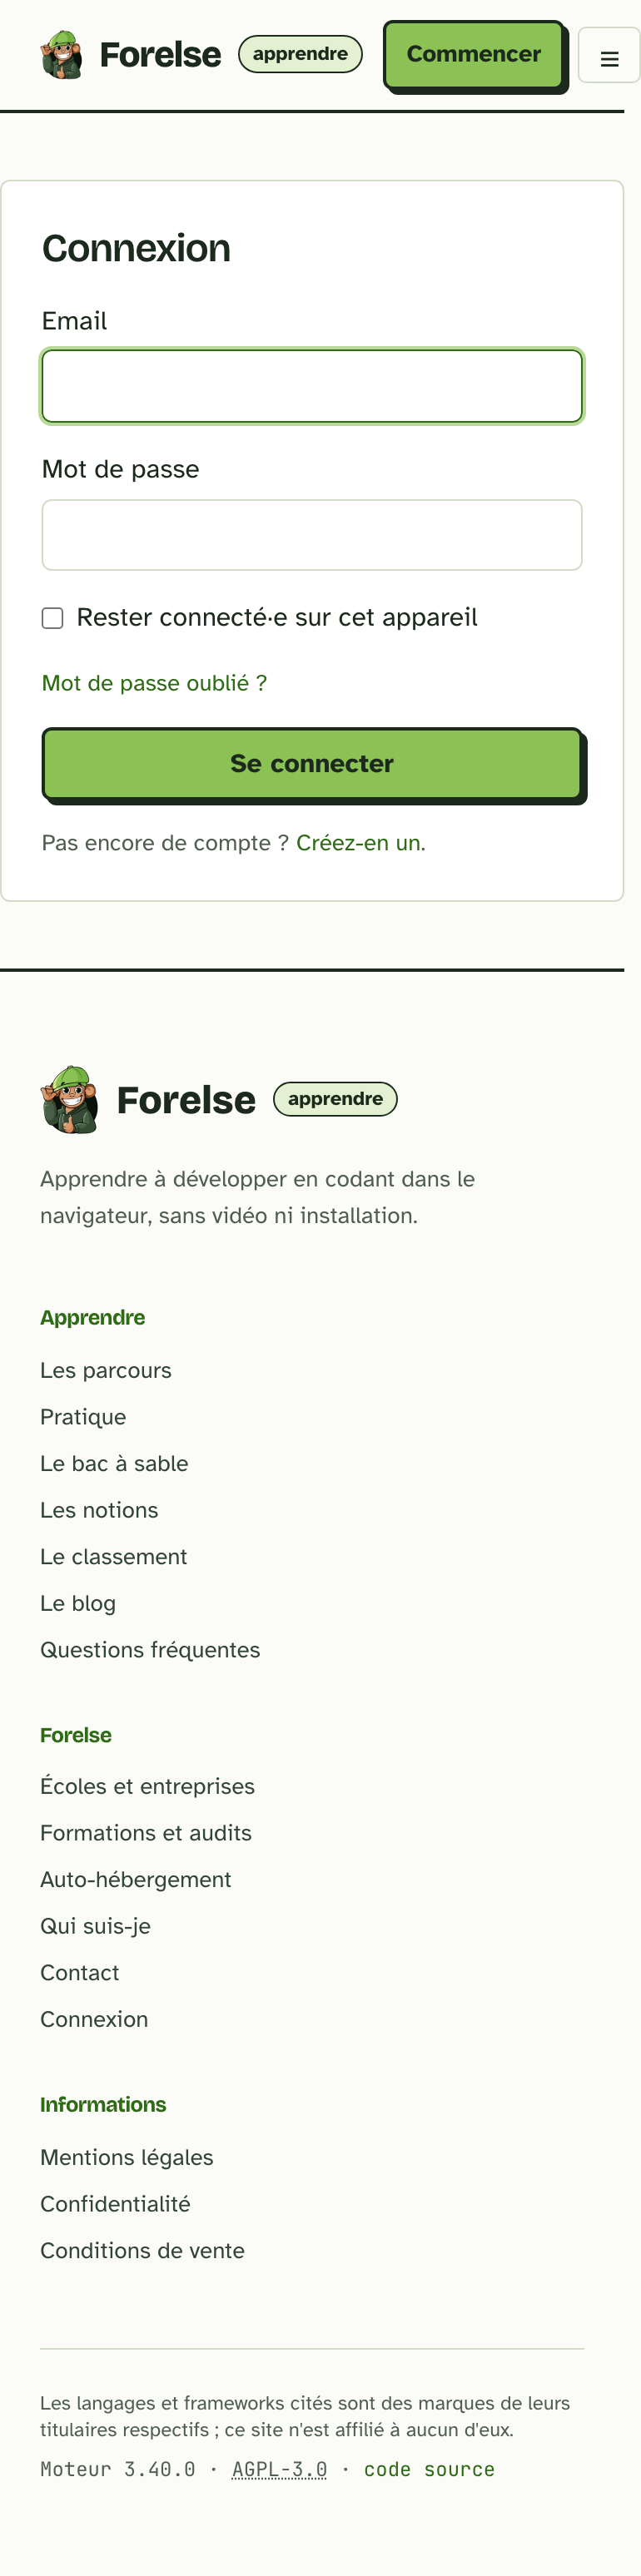 Forelse apprendre Commencer
Connexion
Email
Mot de passe
Rester connecté·e sur cet appareil
Mot de passe oublié ?
Se connecter
Pas encore de compte ? Créez-en un.
Forelse apprendre
Apprendre à développer en codant dans le
navigateur, sans vidéo ni installation.
Apprendre
Les parcours
Pratique
Le bac à sable
Les notions
Le classement
Le blog
Questions fréquentes
Forelse
Écoles et entreprises
Formations et audits
Auto-hébergement
Qui suis-je
Contact
Connexion
Informations
Mentions légales
Confidentialité
Conditions de vente
Les langages et frameworks cités sont des marques de leurs
titulaires respectifs ; ce site n'est affilié à aucun d'eux.
Moteur 3.40.0 · AGPL-3.0 · code source